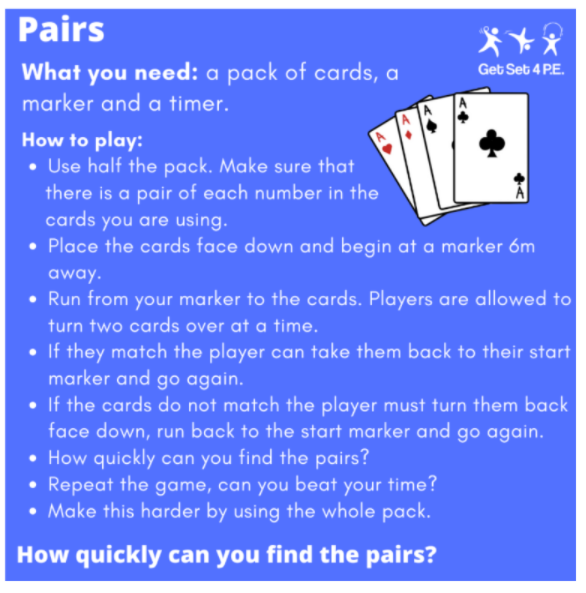 Pairs
Get Set 4 P.E.
What you need: a pack of cards, a
marker and a timer.
How to play:
• Use half the pack. Make sure that
there is a pair of each number in the
cards you are using.
• Place the cards face down and begin at a marker 6m
away.
• Run from your marker to the cards. Players are allowed to
turn two cards over at a time.
• If they match the player can take them back to their start
marker and go again.
• If the cards do not match the player must turn them back
face down, run back to the start marker and go again.
• How quickly can you find the pairs?
• Repeat the game, can you beat your time?
• Make this harder by using the whole pack.
How quickly can you find the pairs?
A
A
A
A
A